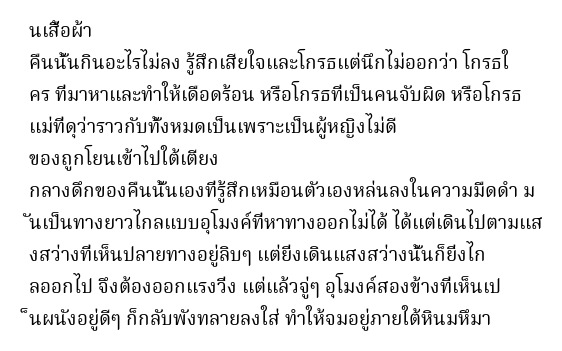 นเสื้อผ้า
คืนนั้นกินอะไรไม่ลง รู้สึกเสียใจและโกรธแต่นึกไม่ออกว่า โกรธใ
คร ที่มาหาและทำให้เดือดร้อน หรือโกรธที่เป็นคนจับผิด หรือโกรธ
แม่ที่ดุว่าราวกับทั้งหมดเป็นเพราะเป็นผู้หญิงไม่ดี
ของถูกโยนเข้าไปใต้เตียง
กลางดึกของคืนนั้นเองที่รู้สึกเหมือนตัวเองหล่นลงในความมืดดำ ม
ันเป็นทางยาวไกลแบบอุโมงค์ที่หาทางออกไม่ได้ ได้แต่เดินไปตามแส
งสว่างที่เห็นปลายทางอยู่ลิบๆ แต่ยิ่งเดินแสงสว่างนั้นก็ยิ่งไก
ลออกไป จึงต้องออกแรงวิ่ง แต่แล้วจู่ๆ อุโมงค์สองข้างที่เห็นเป
็นผนังอยู่ดีๆ ก็กลับพังทลายลงใส่ ทำให้จมอยู่ภายใต้หินมหึมา